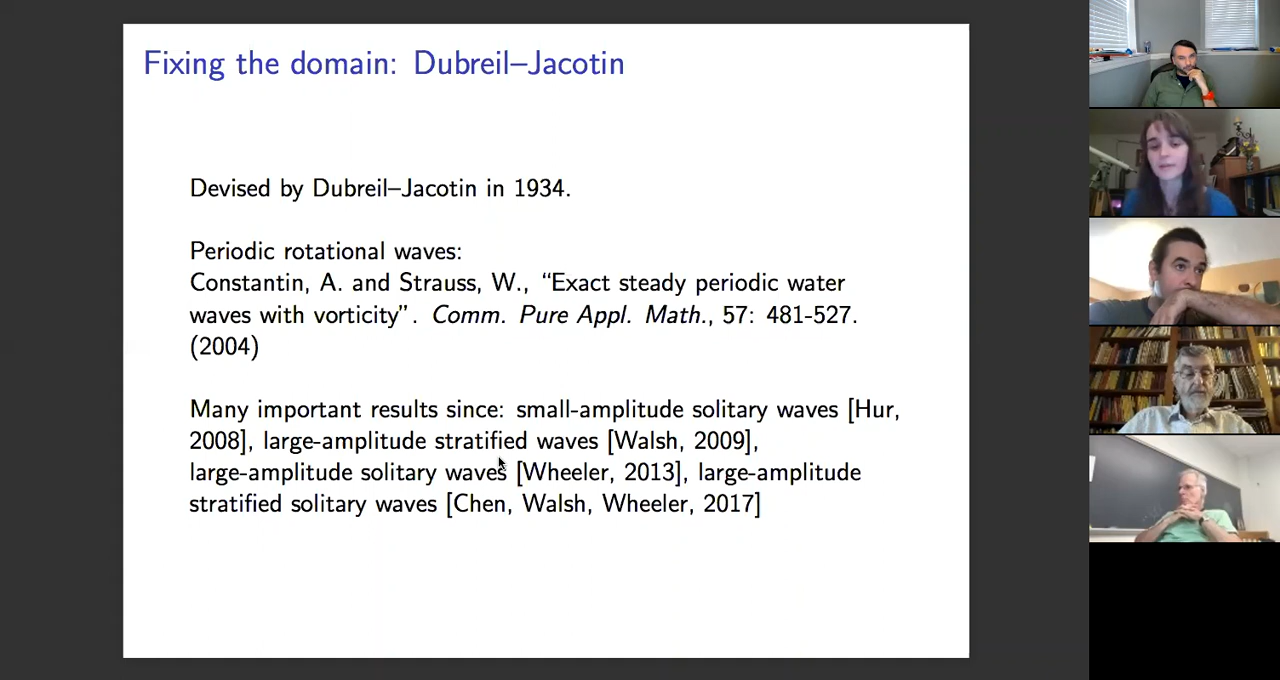 Fixing the domain: Dubreil–Jacotin
Devised by Dubreil–Jacotin in 1934.
Periodic rotational waves:
Constantin, A. and Strauss, W., “Exact steady periodic water
waves with vorticity”. Comm. Pure Appl. Math., 57: 481-527.
(2004)
Many important results since: small-amplitude solitary waves [Hur,
2008], large-amplitude stratified waves [Walsh, 2009],
large-amplitude solitary waves [Wheeler, 2013], large-amplitude
stratified solitary waves [Chen, Walsh, Wheeler, 2017]